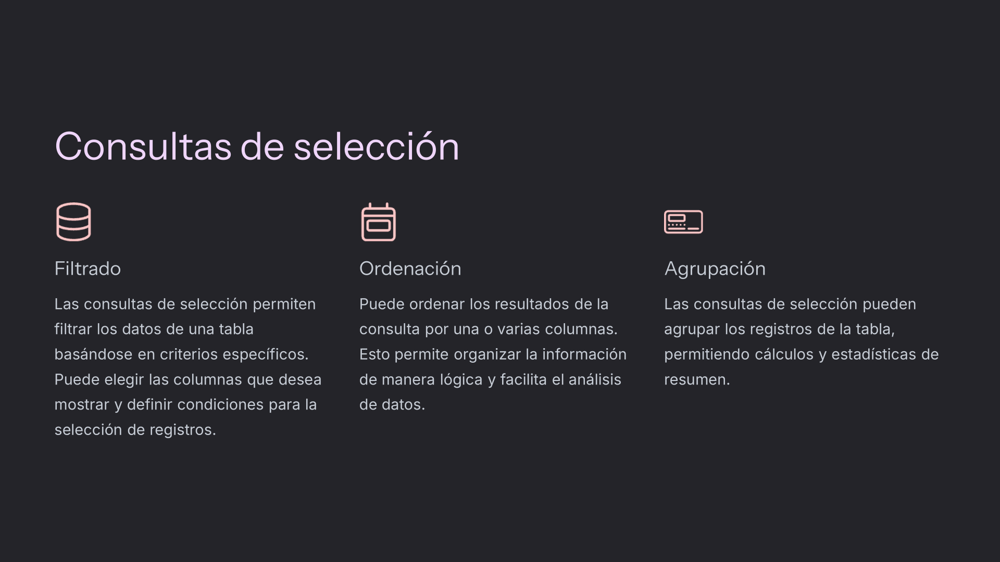 Consultas de selección
Filtrado
Las consultas de selección permiten
filtrar los datos de una tabla
basándose en criterios específicos.
Puede elegir las columnas que desea
mostrar y definir condiciones para la
selección de registros.
Ordenación
Puede ordenar los resultados de la
consulta por una o varias columnas.
Esto permite organizar la información
de manera lógica y facilita el análisis
de datos.
Agrupación
Las consultas de selección pueden
agrupar los registros de la tabla,
permitiendo cálculos y estadísticas de
resumen.